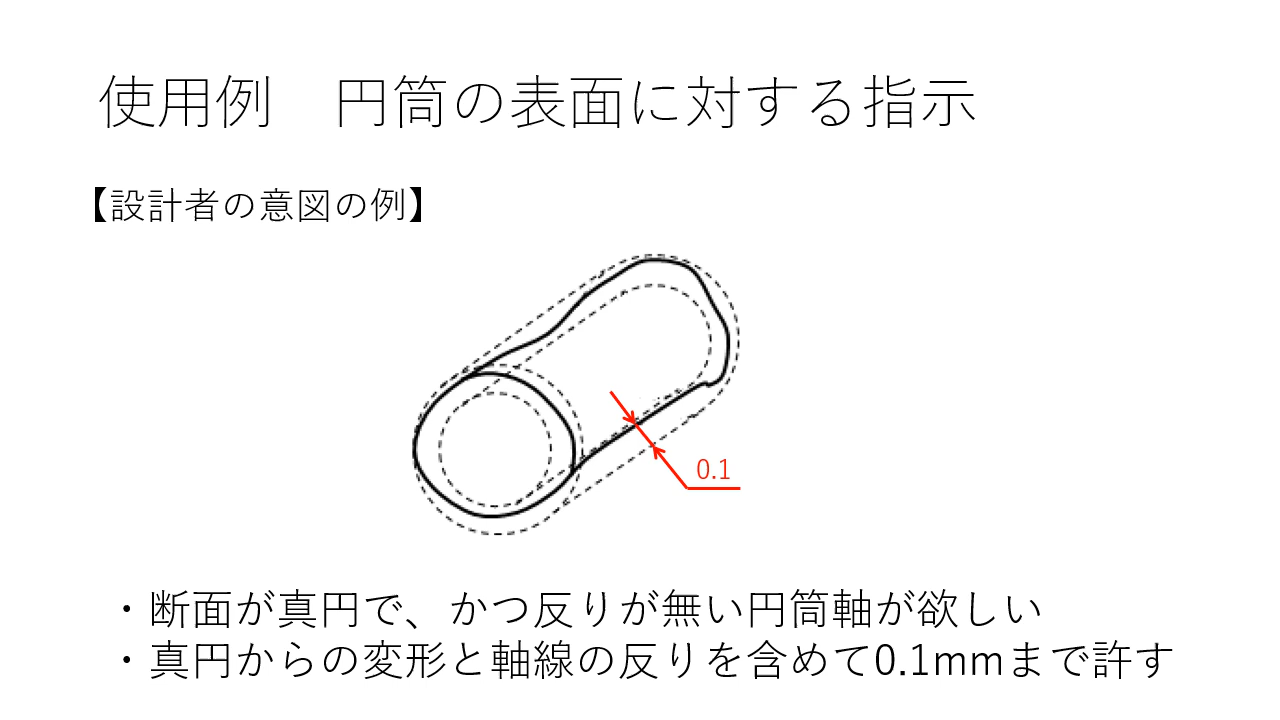 使用例　円筒の表面に対する指示
【設計者の意図の例】
0.1
・断面が真円で、かつ反りが無い円筒軸が欲しい
・真円からの変形と軸線の反りを含めて0.1mmまで許す